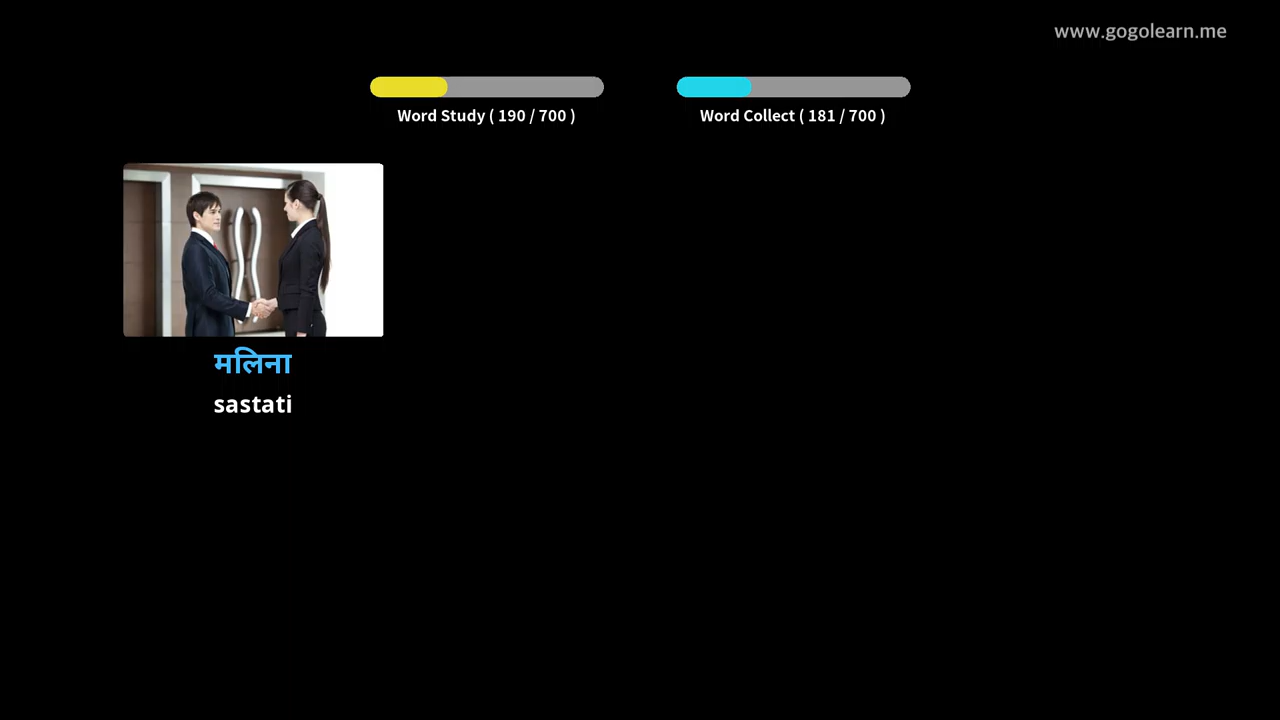 www.gogolearn.me
Word Study ( 190 / 700 )
Word Collect ( 181 / 700 )
मलिना
sastati